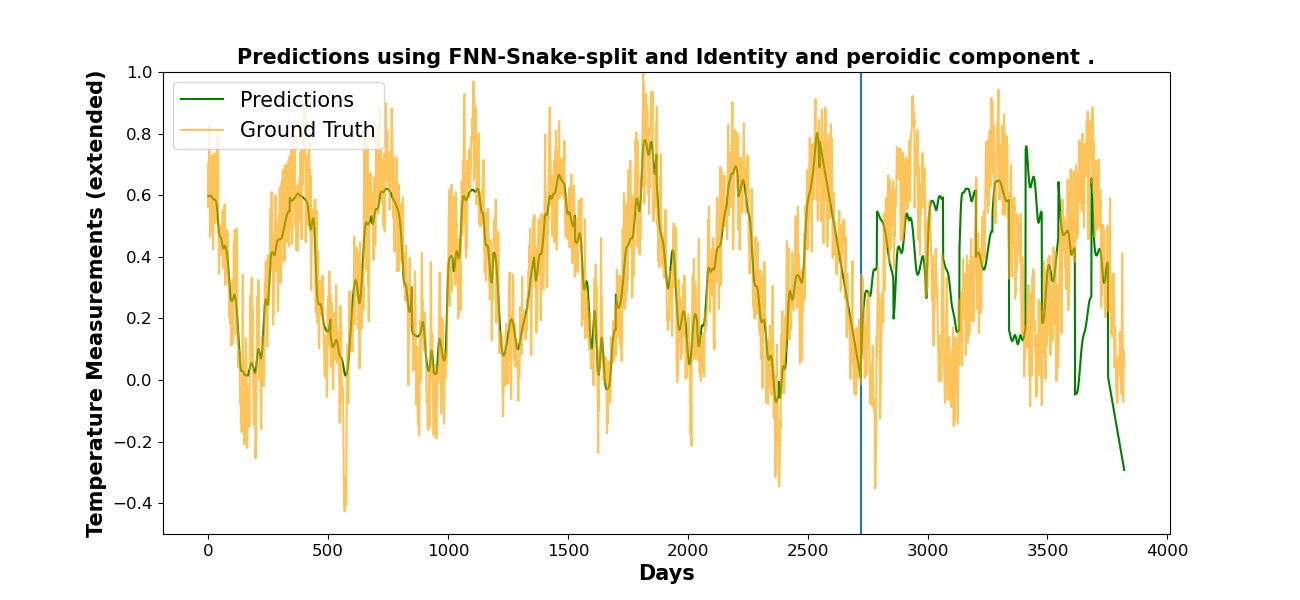 Predictions using FNN-Snake-split and Identity and peroidic component .
Temperature Measurements (extended)
1.0
0.8
0.6
0.4
0.2
0.0
−0.2
−0.4
Predictions
Ground Truth
0 500 1000 1500 2000 2500 3000 3500 4000
Days